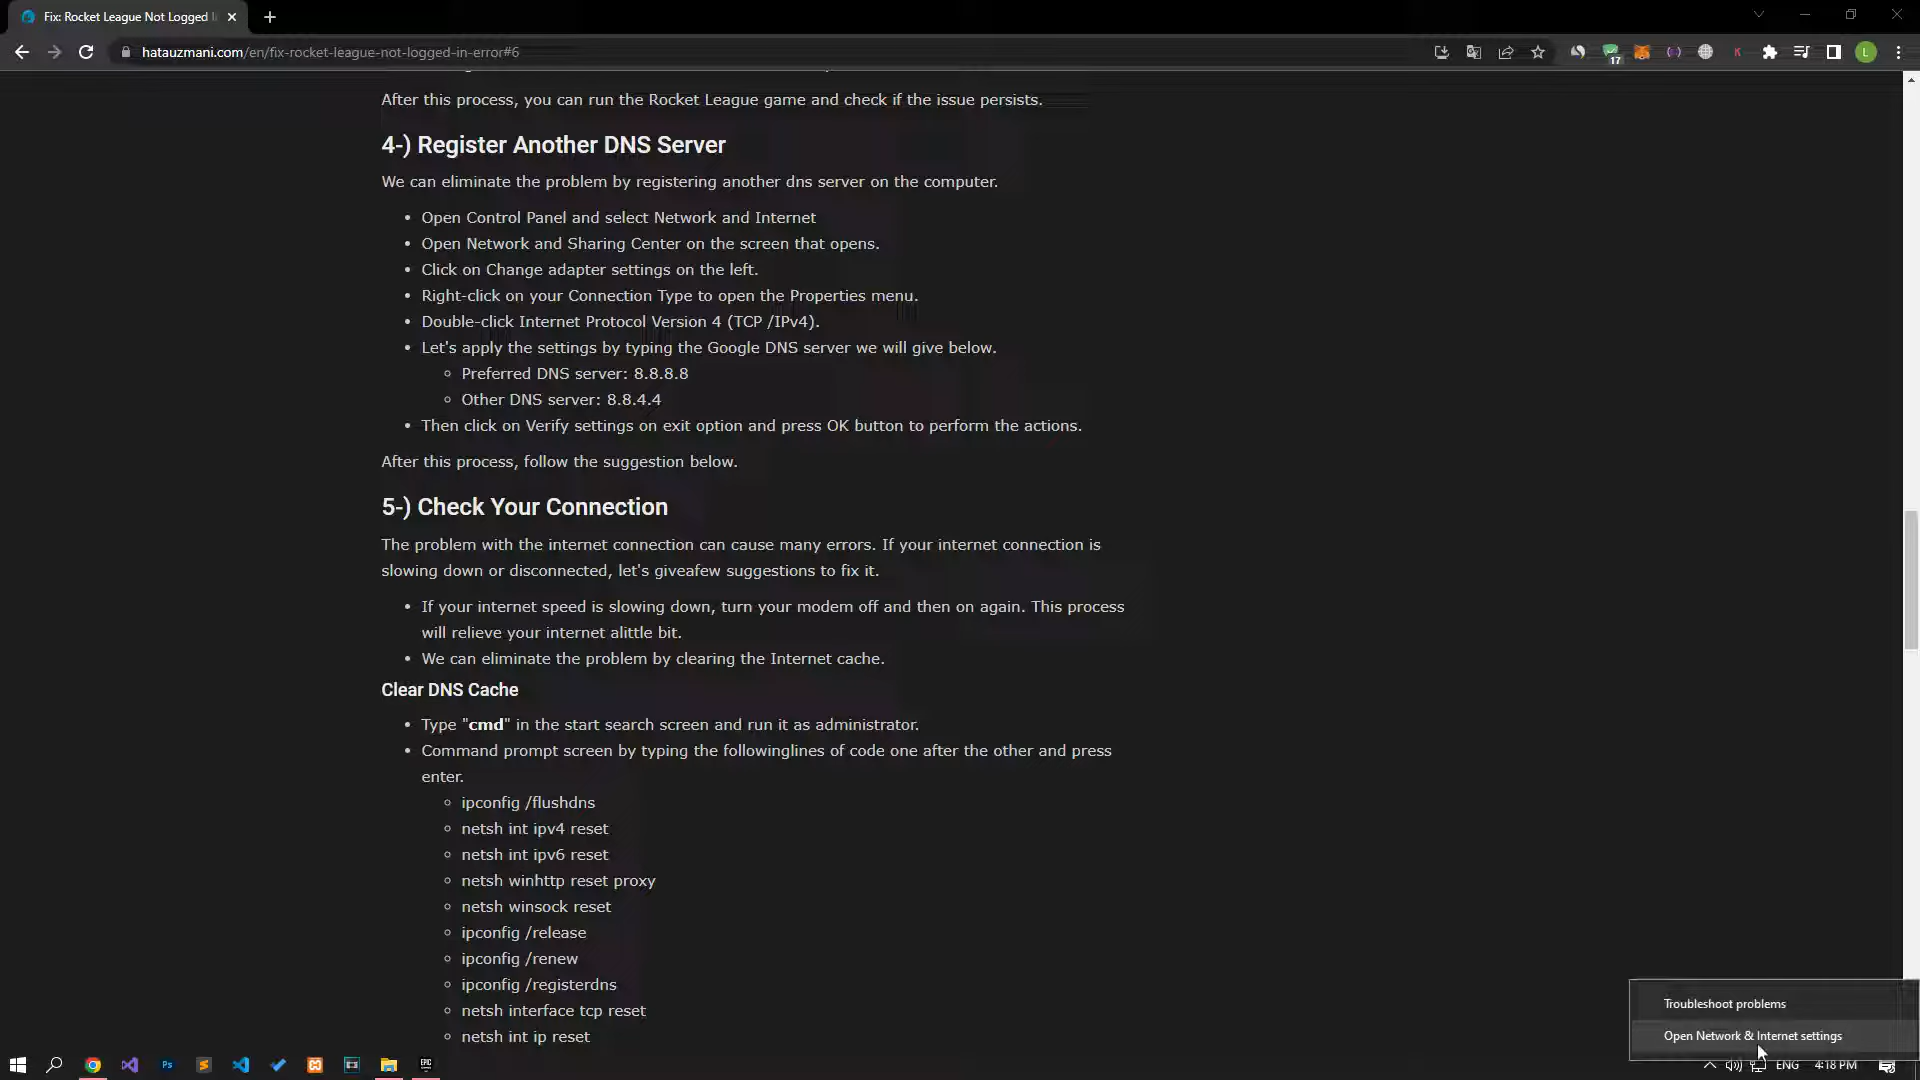 Fix: Rocket League Not Logged I
hatauzmani.com/en/fix-rocket-league-not-logged-in-error#6
17
K
L
After this process, you can run the Rocket League game and check if the issue persists.
4-) Register Another DNS Server
We can eliminate the problem by registering another dns server on the computer.
• Open Control Panel and select Network and Internet
• Open Network and Sharing Center on the screen that opens.
• Click on Change adapter settings on the left.
• Right-click on your Connection Type to open the Properties menu.
• Double-click Internet Protocol Version 4 (TCP /IPv4).
• Let's apply the settings by typing the Google DNS server we will give below.
◦ Preferred DNS server: 8.8.8.8
◦ Other DNS server: 8.8.4.4
• Then click on Verify settings on exit option and press OK button to perform the actions.
After this process, follow the suggestion below.
5-) Check Your Connection
The problem with the internet connection can cause many errors. If your internet connection is
slowing down or disconnected, let's giveafew suggestions to fix it.
• If your internet speed is slowing down, turn your modem off and then on again. This process
will relieve your internet alittle bit.
• We can eliminate the problem by clearing the Internet cache.
Clear DNS Cache
• Type "cmd" in the start search screen and run it as administrator.
• Command prompt screen by typing the followinglines of code one after the other and press
enter.
◦ ipconfig /flushdns
◦ netsh int ipv4 reset
◦ netsh int ipv6 reset
◦ netsh winhttp reset proxy
◦ netsh winsock reset
◦ ipconfig /release
◦ ipconfig /renew
◦ ipconfig /registerdns
◦ netsh interface tcp reset
◦ netsh int ip reset
Troubleshoot problems
Open Network & Internet settings
Ps
EPIC
ENG
4:18 PM